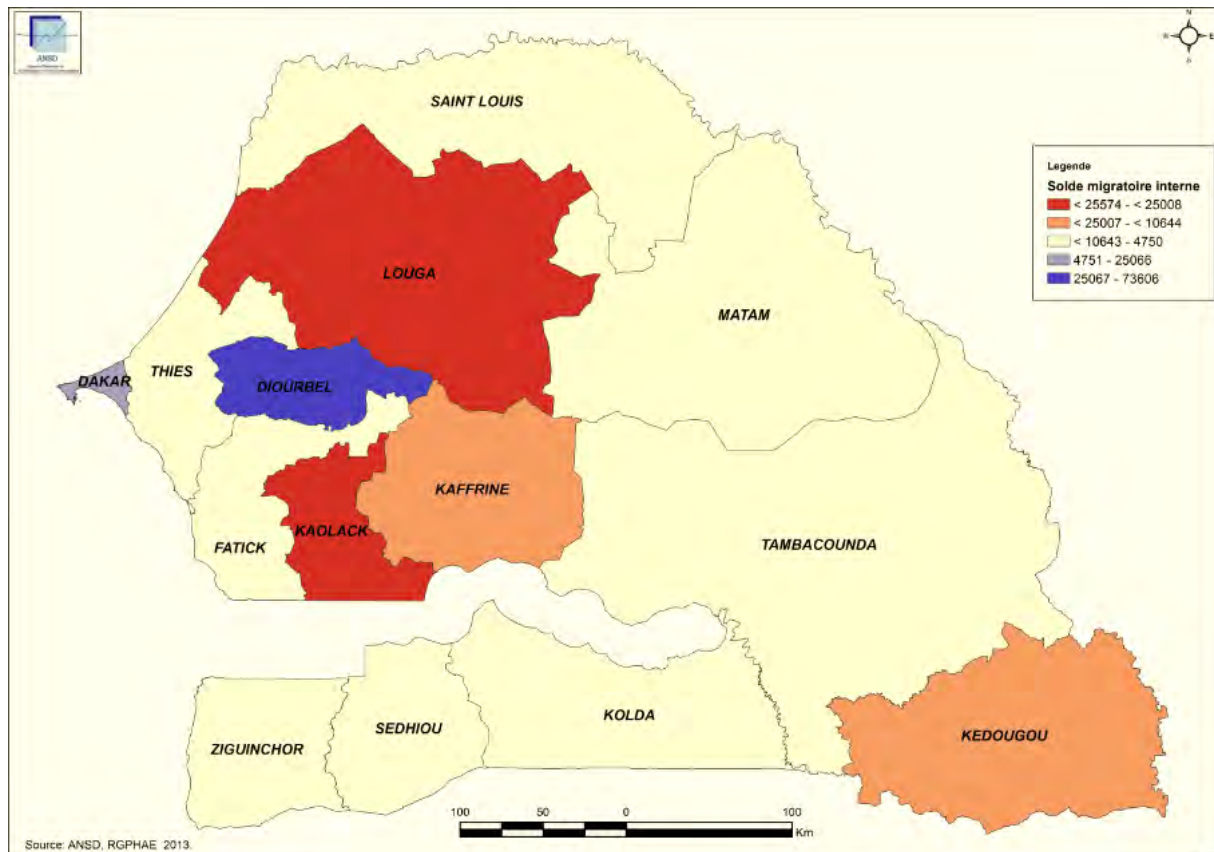 ANSD
N
E
S
SAINT LOUIS
Legende
Solde migratoire interne
< 25574 - < 25008
< 25007 - < 10644
< 10643 - 4750
4751 - 25066
25067 - 73606
LOUGA
MATAM
THIES
DAKAR
DIOURBEL
KAFFRINE
KAOLACK
FATICK
TAMBACOUNDA
KOLDA
SEDHIOU
ZIGUINCHOR
KEDOUGOU
100 50 0 100
Km
Source: ANSD, RGPHAE 2013.